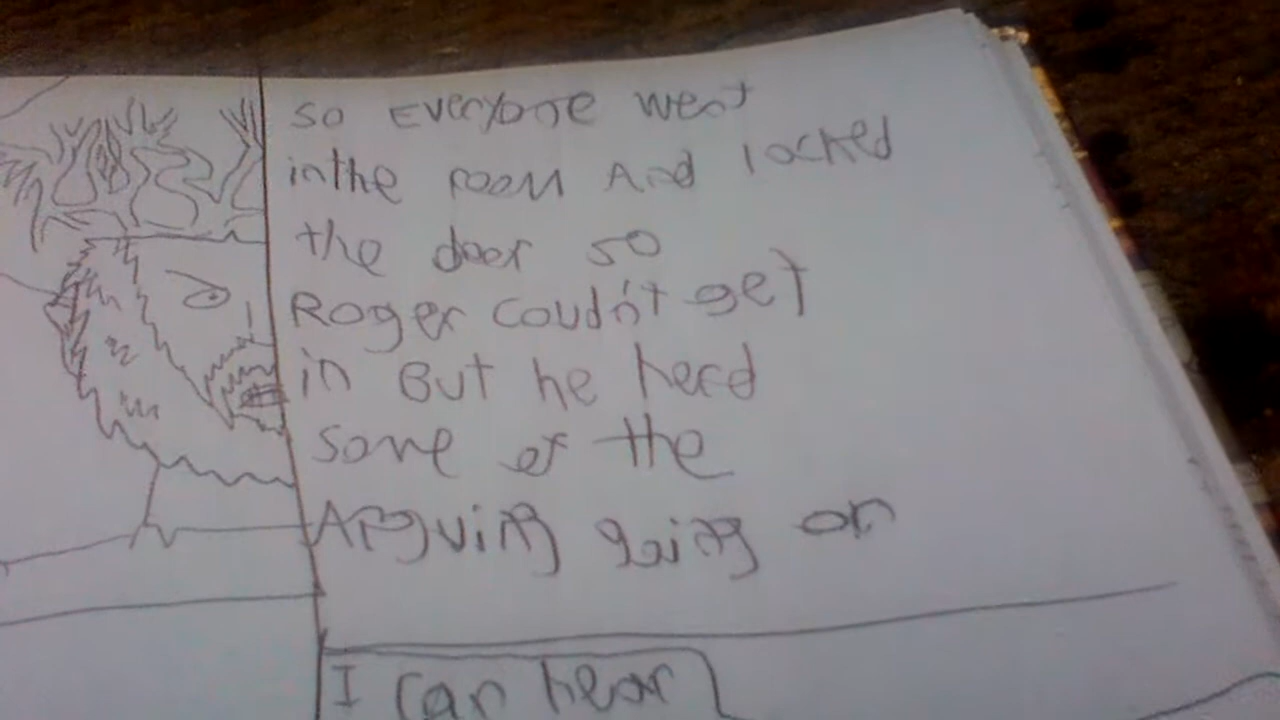 so Everyone went
inthe room And locked
the door so
Roger Coudn't get
in But he herd
some of the
Arguing going on
I can hear